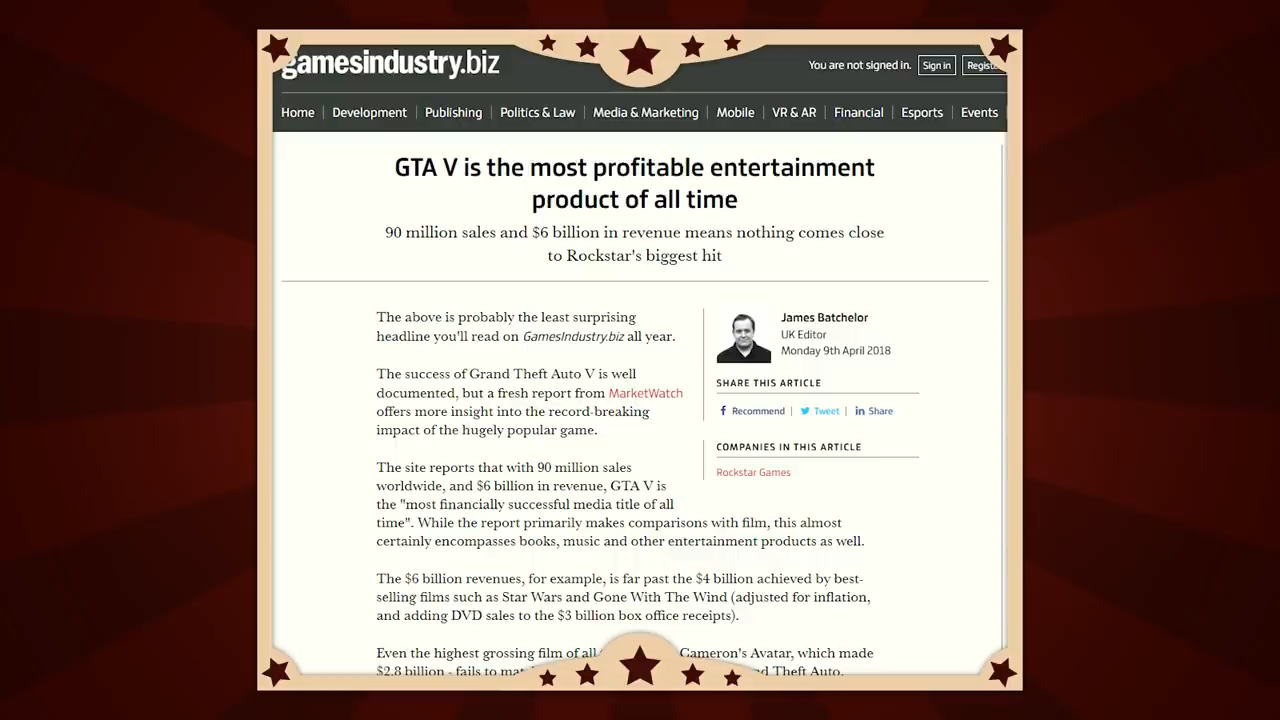 gamesindustry.biz
You are not signed in. Sign in
Home Development Publishing Politics & Law Media & Marketing Mobile VR & AR Financial Esports Events
GTA V is the most profitable entertainment
product of all time
90 million sales and $6 billion in revenue means nothing comes close
to Rockstar's biggest hit
The above is probably the least surprising
headline you'll read on GamesIndustry.biz all year.
The success of Grand Theft Auto V is well
documented, but a fresh report from MarketWatch
offers more insight into the record-breaking
impact of the hugely popular game.
The site reports that with 90 million sales
worldwide, and $6 billion in revenue, GTA V is
the "most financially successful media title of all
time". While the report primarily makes comparisons with film, this almost
certainly encompasses books, music and other entertainment products as well.
The $6 billion revenues, for example, is far past the $4 billion achieved by best-
selling films such as Star Wars and Gone With The Wind (adjusted for inflation,
and adding DVD sales to the $3 billion box office receipts).
Even the highest grossing film of all Cameron's Avatar, which made
$2.8 billion - fails to Theft Auto.
James Batchelor
UK Editor
Monday 9th April 2018
SHARE THIS ARTICLE
Recommend Tweet Share
COMPANIES IN THIS ARTICLE
Rockstar Games